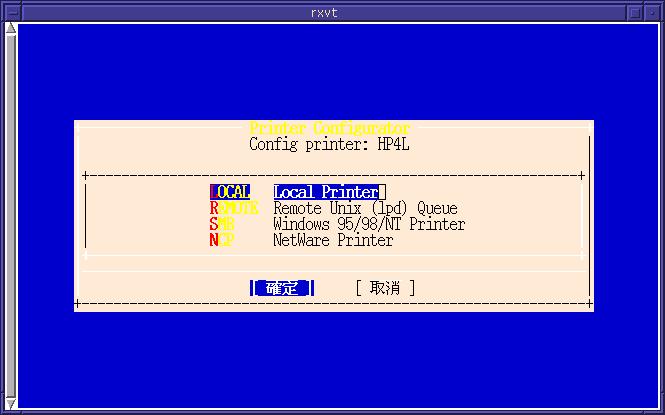 rxvt
Printer Configurator
Config printer: HP4L
LOCAL Local Printer
REMOTE Remote Unix (lpd) Queue
SMB Windows 95/98/NT Printer
NCP NetWare Printer
[ 確定 ] [ 取消 ]